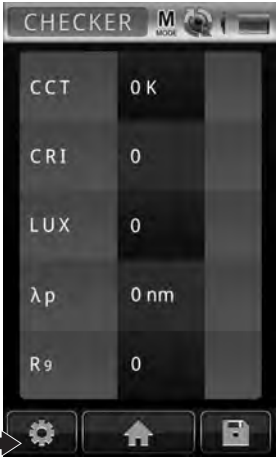 CHECKER M MODE
CCT 0 K
CRI 0
LUX 0
λp 0 nm
R9 0